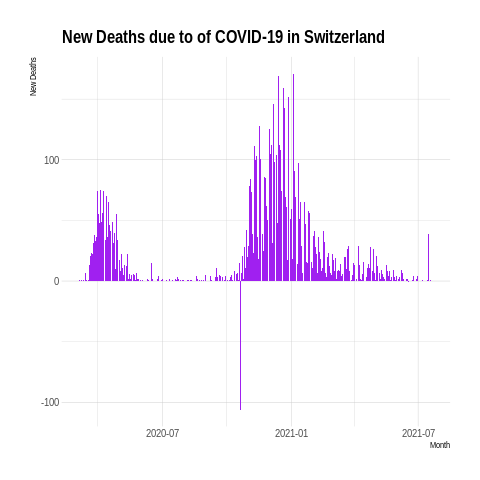 New Deaths due to of COVID-19 in Switzerland
New Deaths
100
0
-100
2020-07
2021-01
2021-07
Month